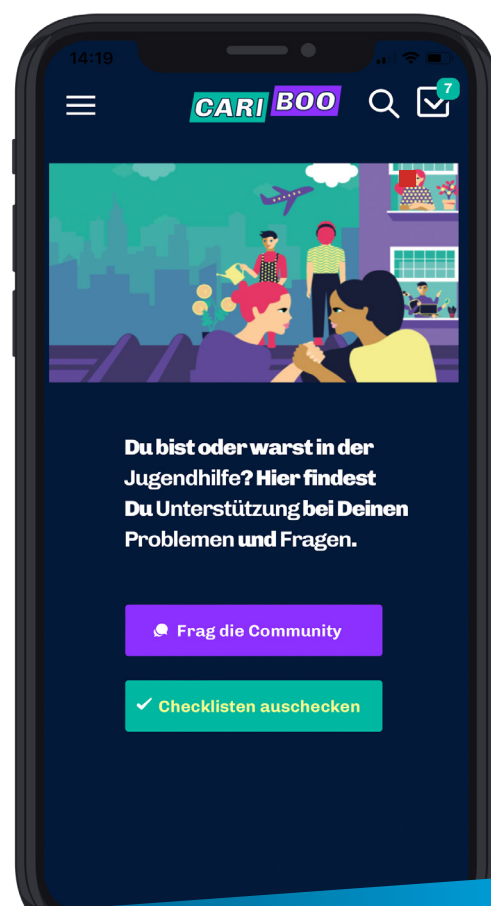 14:19
CARI BOO
7
Du bist oder warst in der
Jugendhilfe? Hier findest
Du Unterstützung bei Deinen
Problemen und Fragen.
Frag die Community
Checklisten auschecken